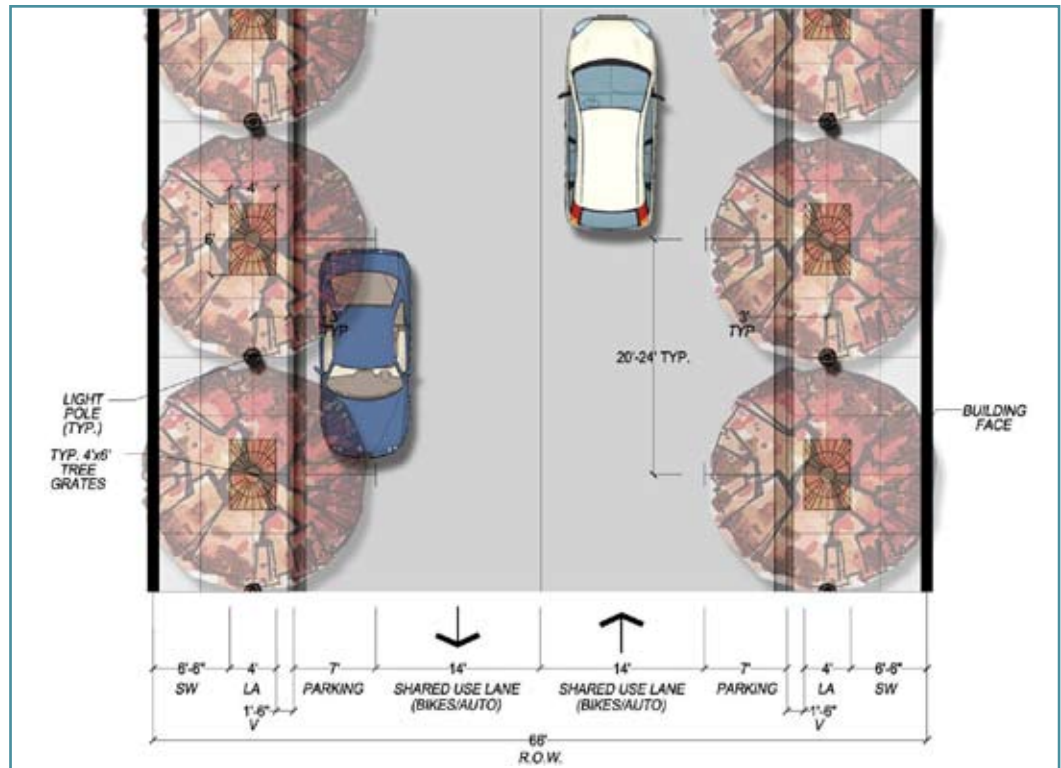 4'
6'
3'
TYP
3'
TYP
20'-24' TYP.
LIGHT
POLE
(TYP.)
TYP. 4'x6'
TREE
GRATES
BUILDING
FACE
6'-6" 4' 7' 14' 14' 7' 4' 6'-6"
SW LA PARKING SHARED USE LANE SHARED USE LANE PARKING LA SW
(BIKES/AUTO) (BIKES/AUTO)
1'-6" 1'-6"
V V
66'
R.O.W.